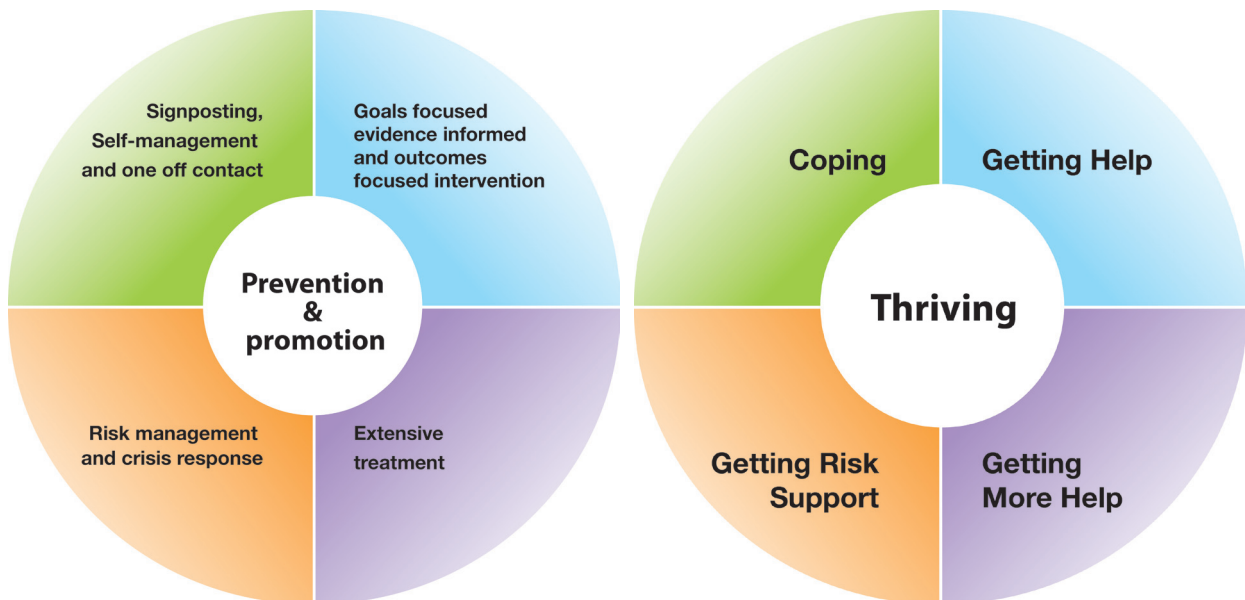 Signposting,
Self-management
and one off contact
Goals focused
evidence informed
and outcomes
focused intervention
Prevention
&
promotion
Risk management
and crisis response
Extensive
treatment
Coping
Getting Help
Thriving
Getting Risk
Support
Getting
More Help